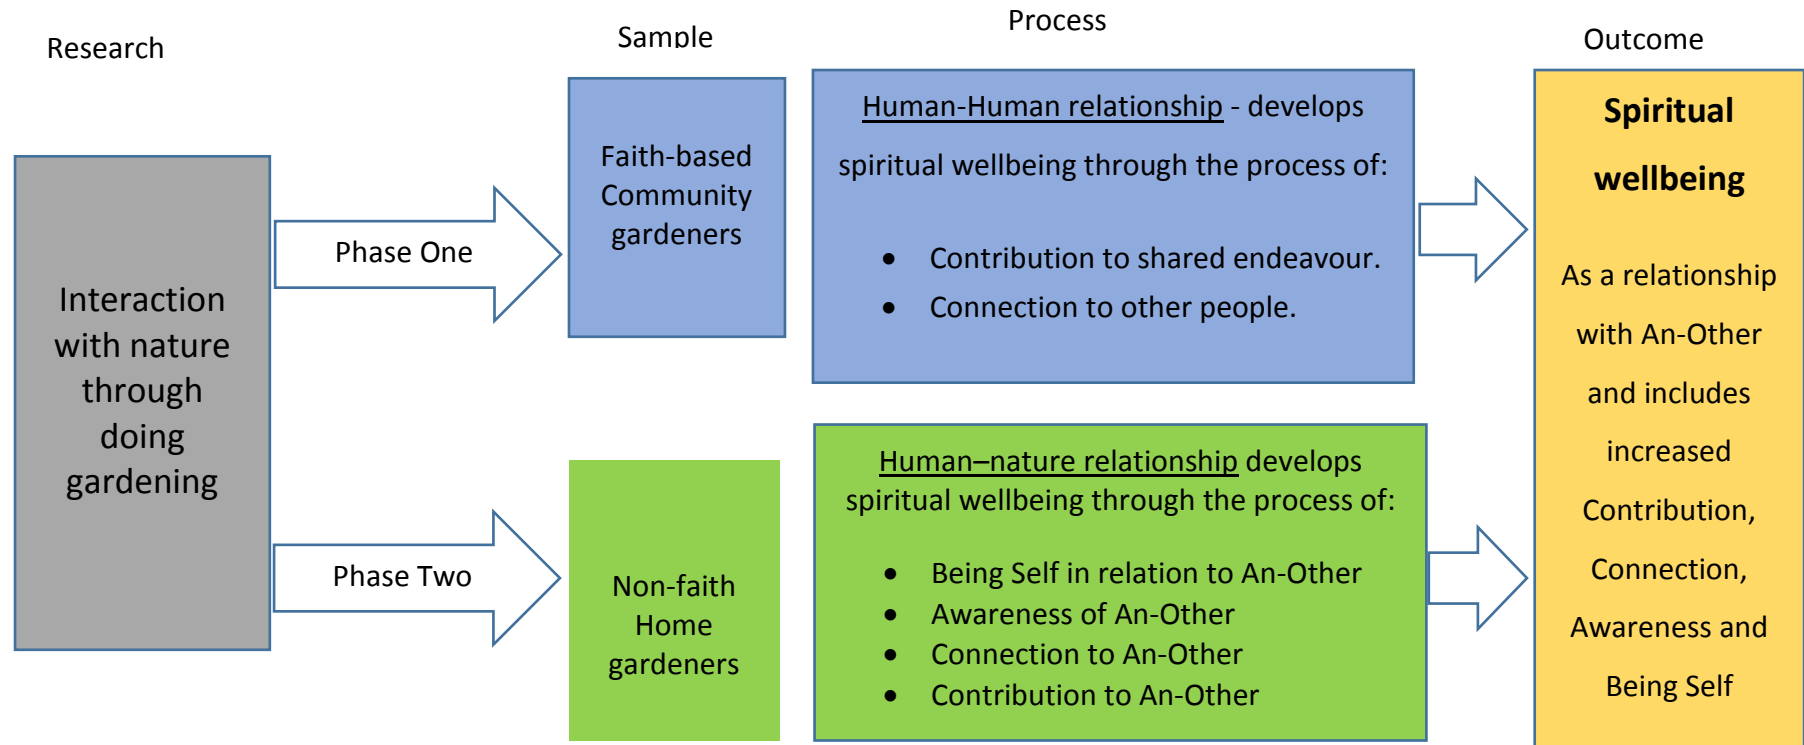 Research
Sample
Process
Outcome
Interaction
with nature
through
doing
gardening
Phase One
Faith-based
Community
gardeners
Human-Human relationship - develops
spiritual wellbeing through the process of:
• Contribution to shared endeavour.
• Connection to other people.
Phase Two
Non-faith
Home
gardeners
Human–nature relationship develops
spiritual wellbeing through the process of:
• Being Self in relation to An-Other
• Awareness of An-Other
• Connection to An-Other
• Contribution to An-Other
Spiritual
wellbeing
As a relationship
with An-Other
and includes
increased
Contribution,
Connection,
Awareness and
Being Self